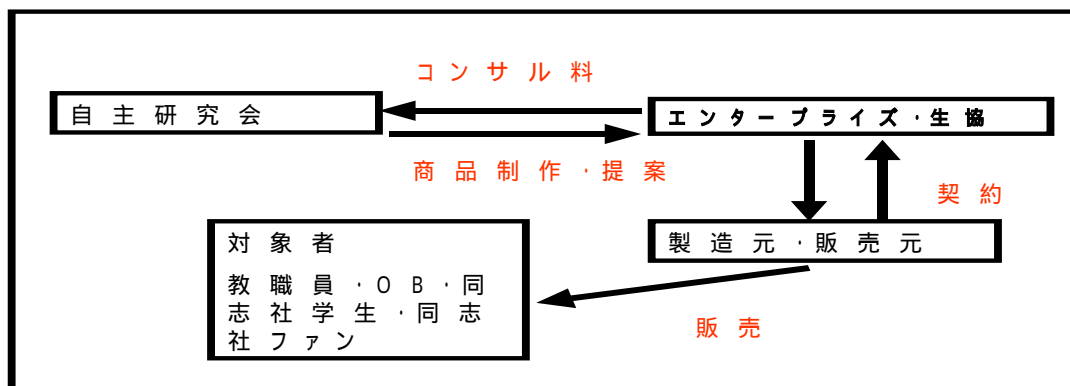 コンサル料
自主研究会
エンタープライズ・生協
商品制作・提案
契約
対象者
教職員・OB・同
志社学生・同志
社ファン
製造元・販売元
販売